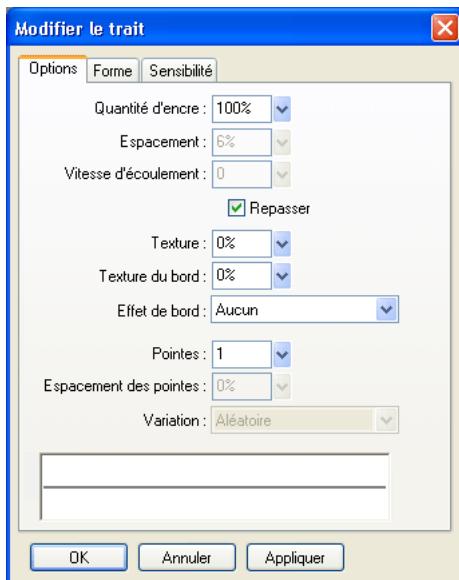 Modifier le trait
Options Forme Sensibilité
Quantité d'encre : 100%
Espacement : 6%
Vitesse d'écoulement : 0
Repasser
Texture : 0%
Texture du bord : 0%
Effet de bord : Aucun
Pointes : 1
Espacement des pointes : 0%
Variation : Aléatoire
OK Annuler Appliquer